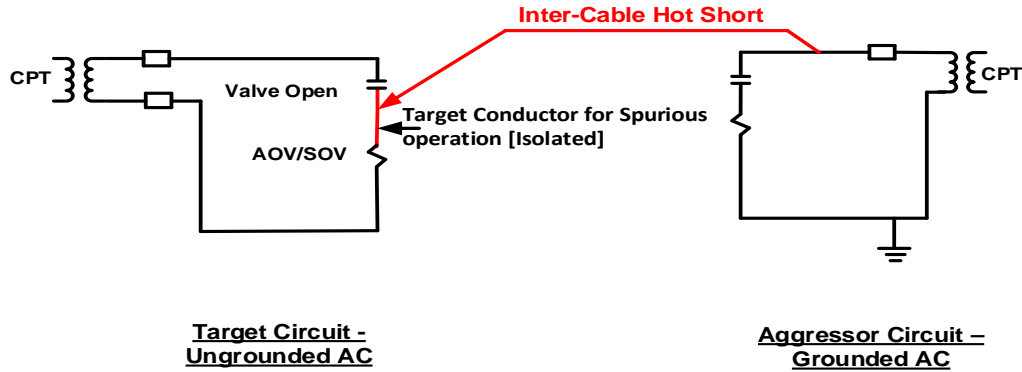 Inter-Cable Hot Short
CPT
Valve Open
Target Conductor for Spurious
operation [Isolated]
AOV/SOV
CPT
Target Circuit -
Ungrounded AC
Aggressor Circuit –
Grounded AC